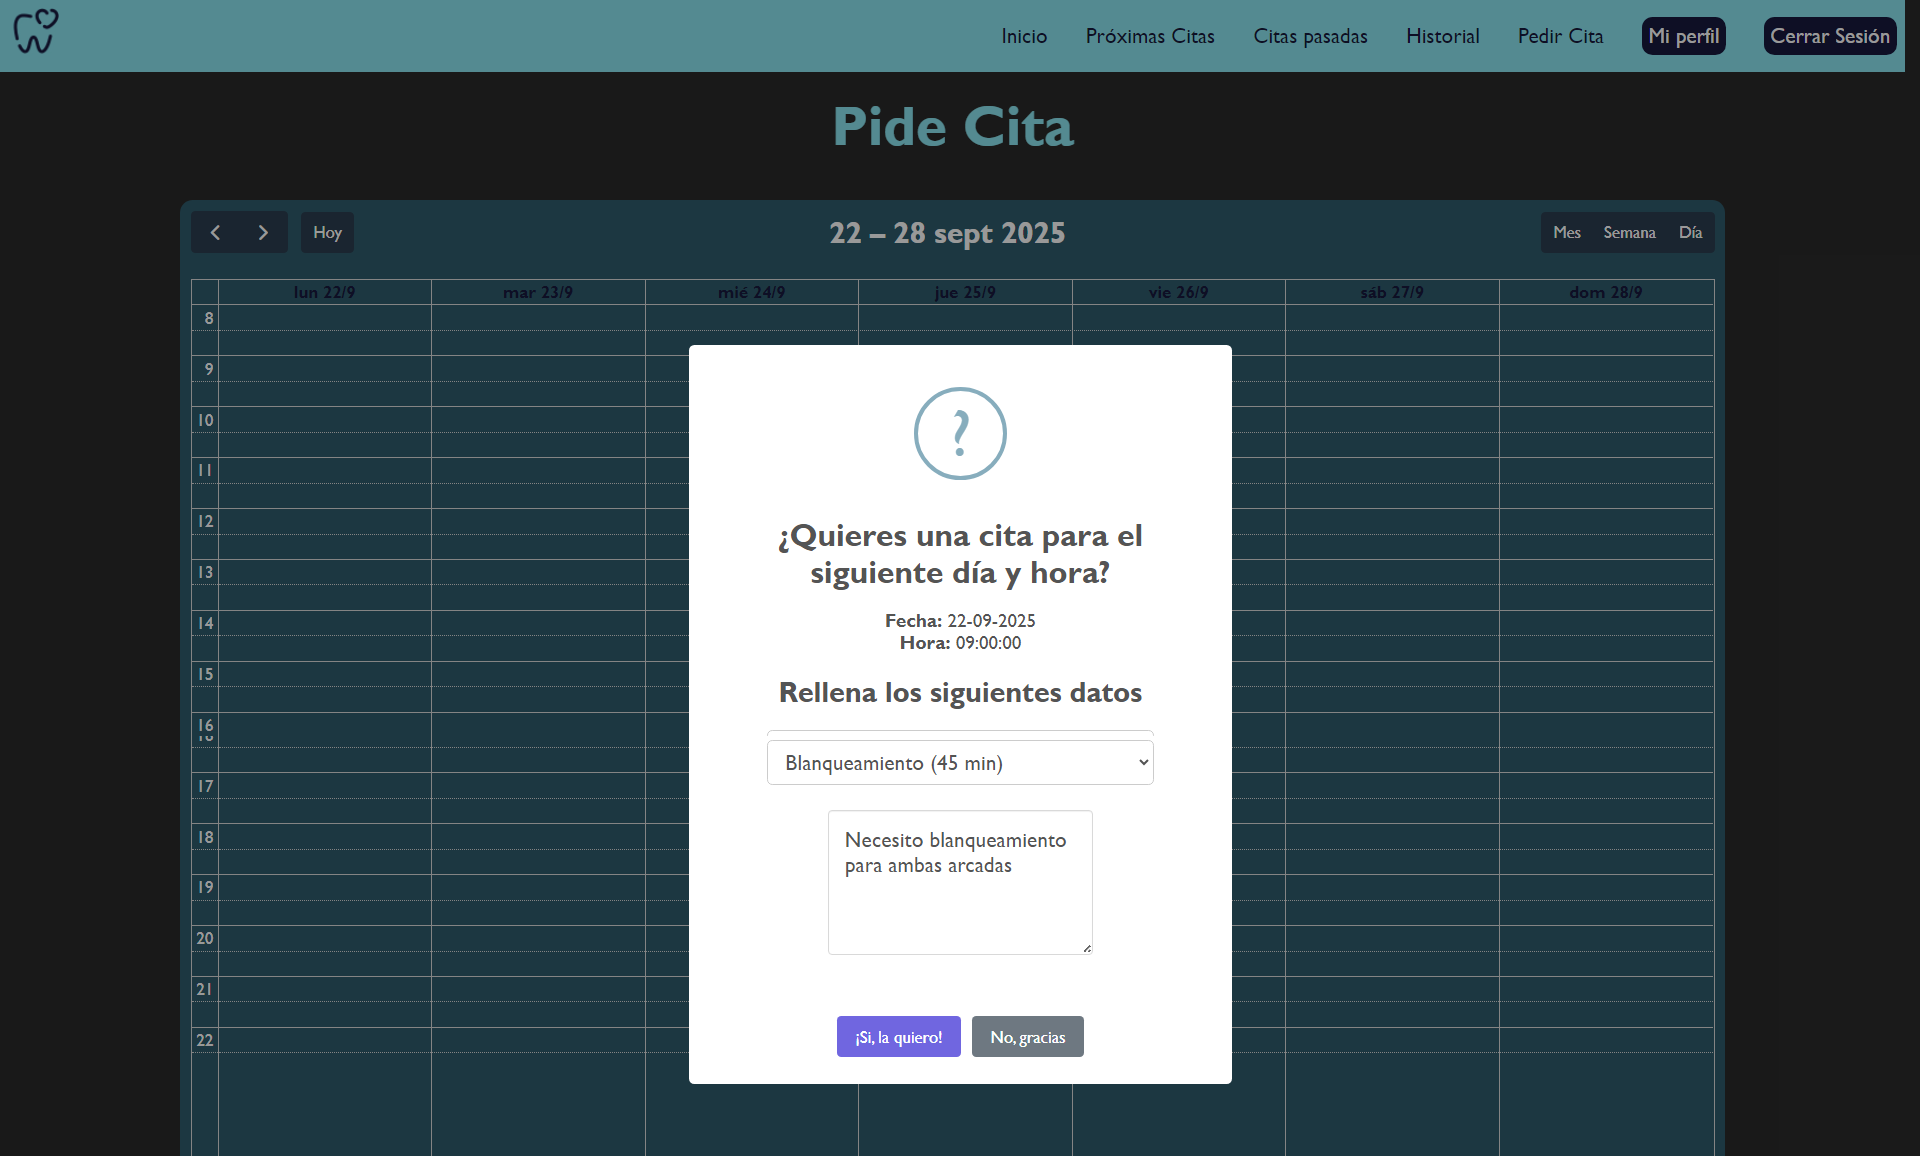 Inicio Próximas Citas Citas pasadas Historial Pedir Cita Mi perfil Cerrar Sesión
Pide Cita
Hoy 22 – 28 sept 2025 Mes Semana Día
lun 22/9 mar 23/9 mié 24/9 jue 25/9 vie 26/9 sáb 27/9 dom 28/9
8
9
10
11
12
13
14
15
16
17
18
19
20
21
22
?
¿Quieres una cita para el
siguiente día y hora?
Fecha: 22-09-2025
Hora: 09:00:00
Rellena los siguientes datos
Blanqueamiento (45 min)
Necesito blanqueamiento
para ambas arcadas
¡Si, la quiero! No, gracias